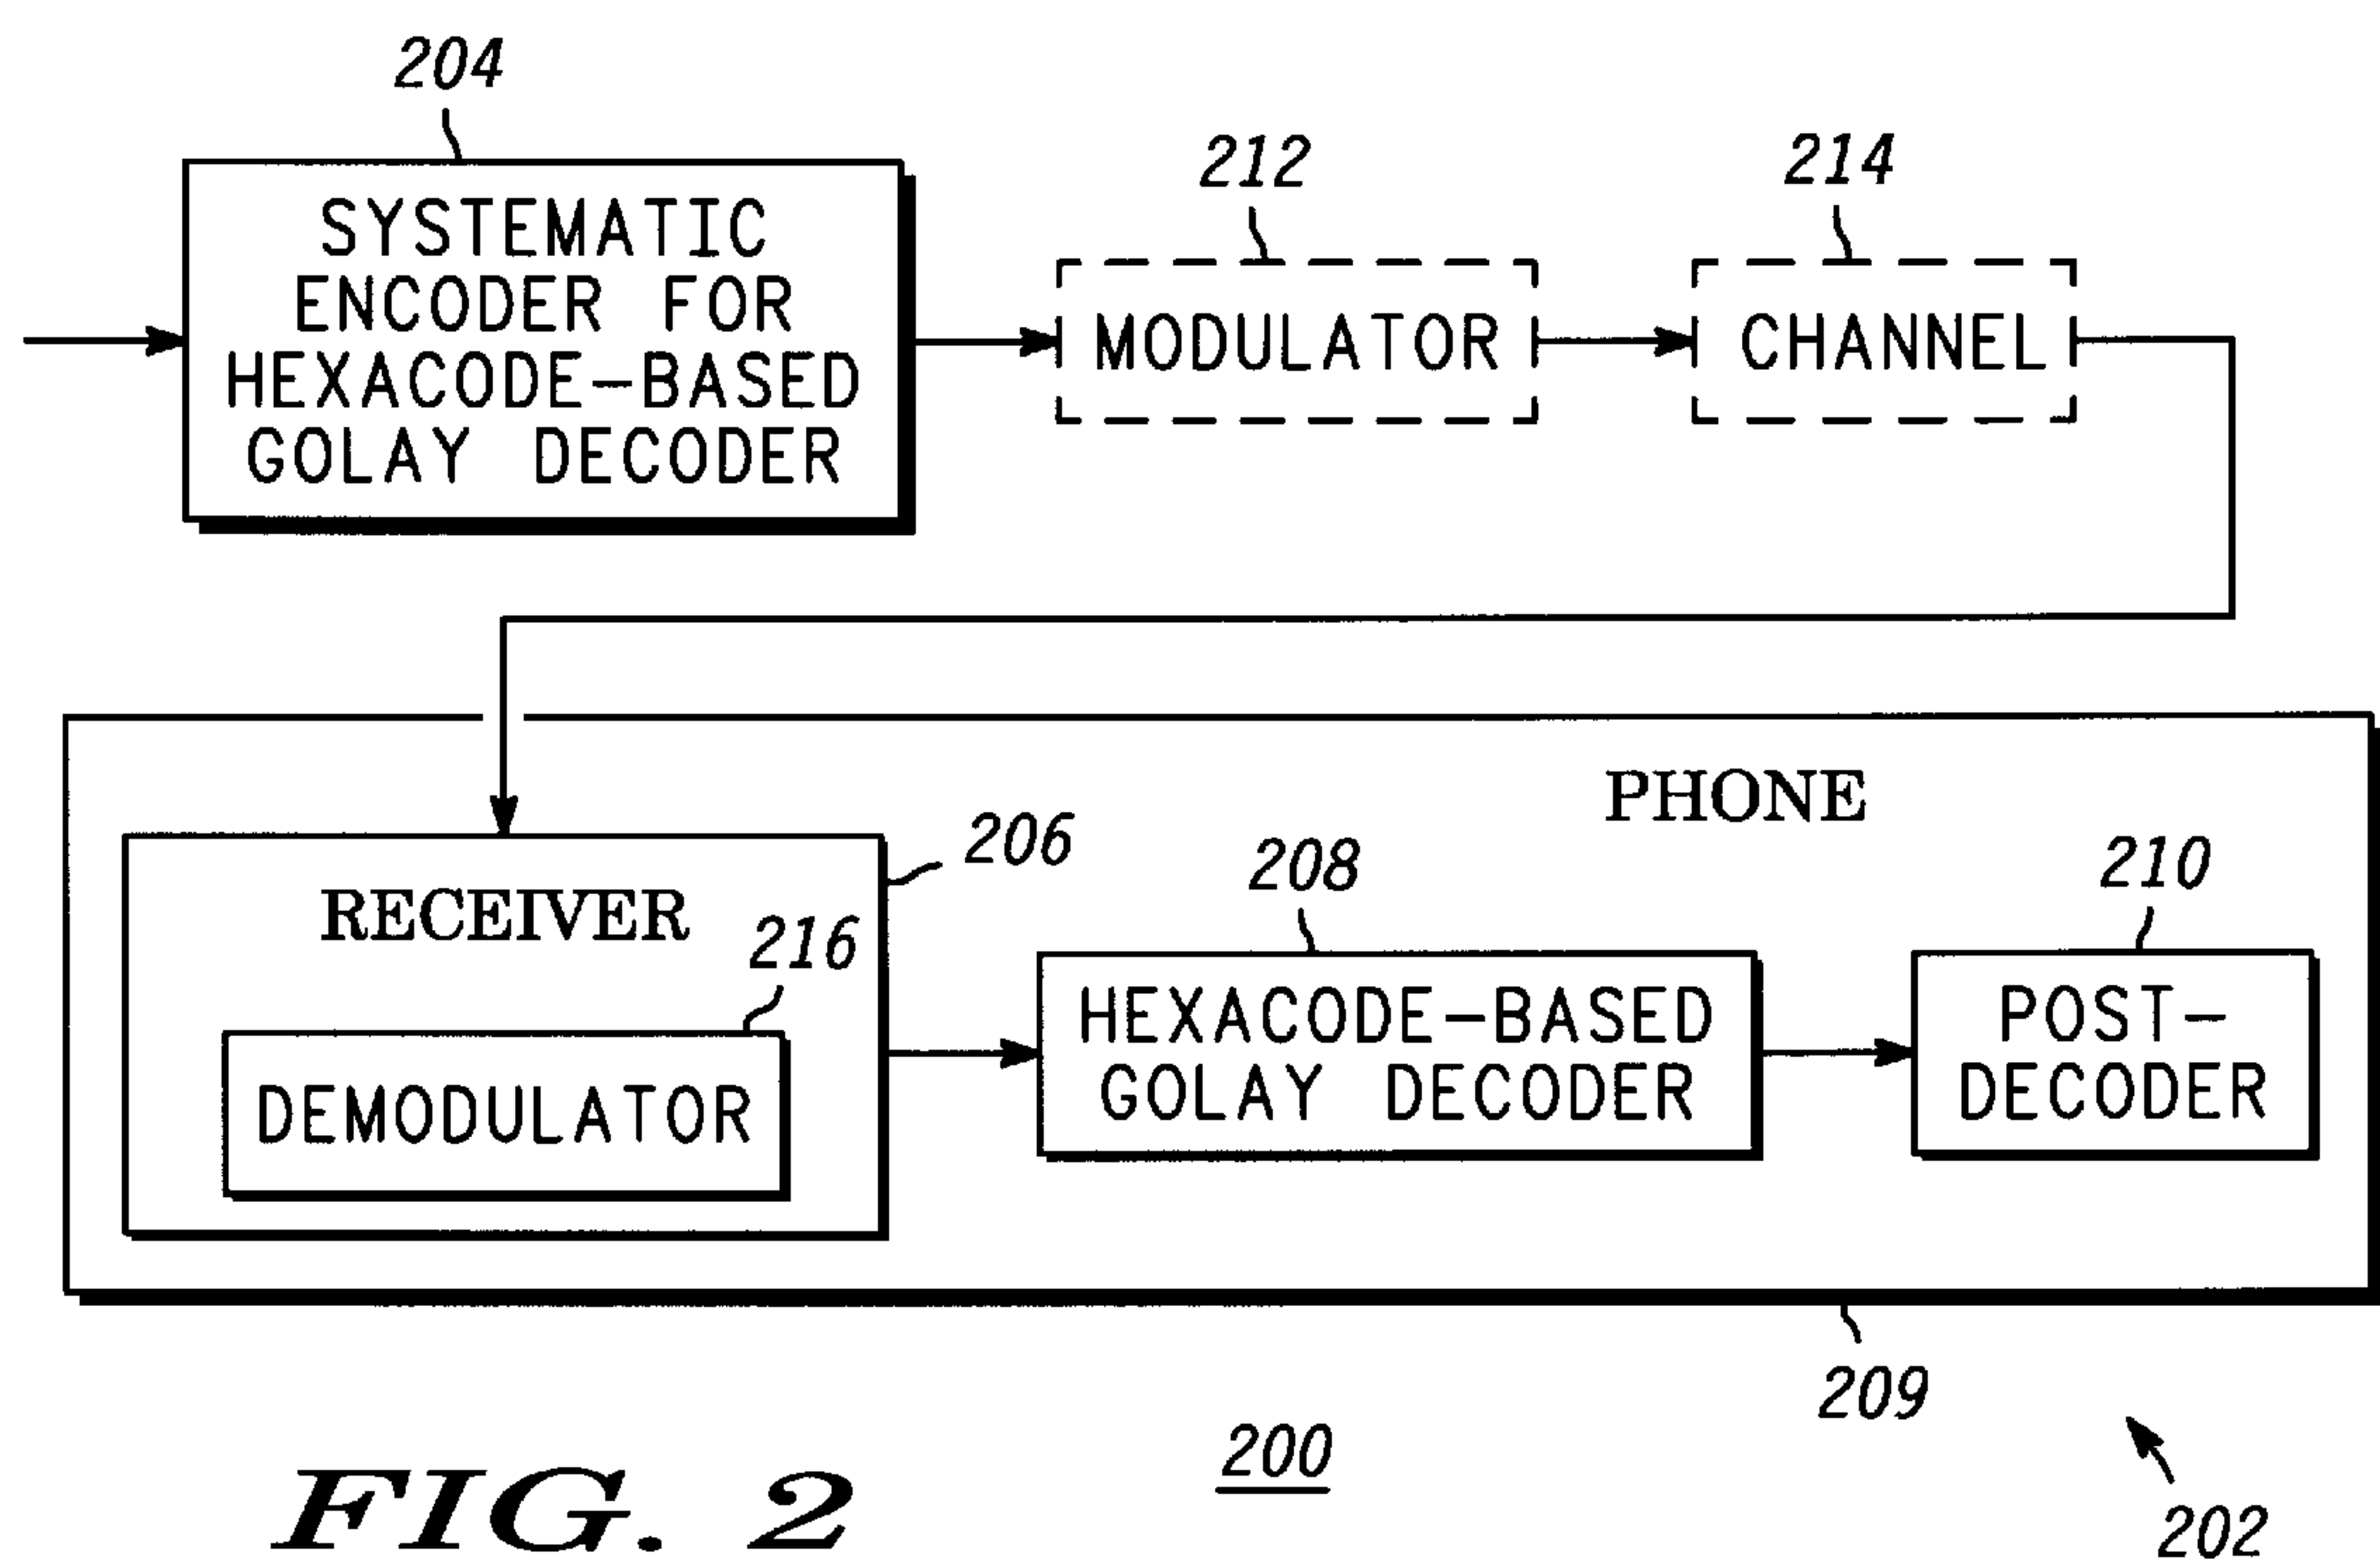 204
SYSTEMATIC
ENCODER FOR
HEXACODE-BASED
GOLAY DECODER
212
MODULATOR
214
CHANNEL
PHONE
206
RECEIVER
216
DEMODULATOR
208
HEXACODE-BASED
GOLAY DECODER
210
POST-
DECODER
209
200
202
FIG. 2